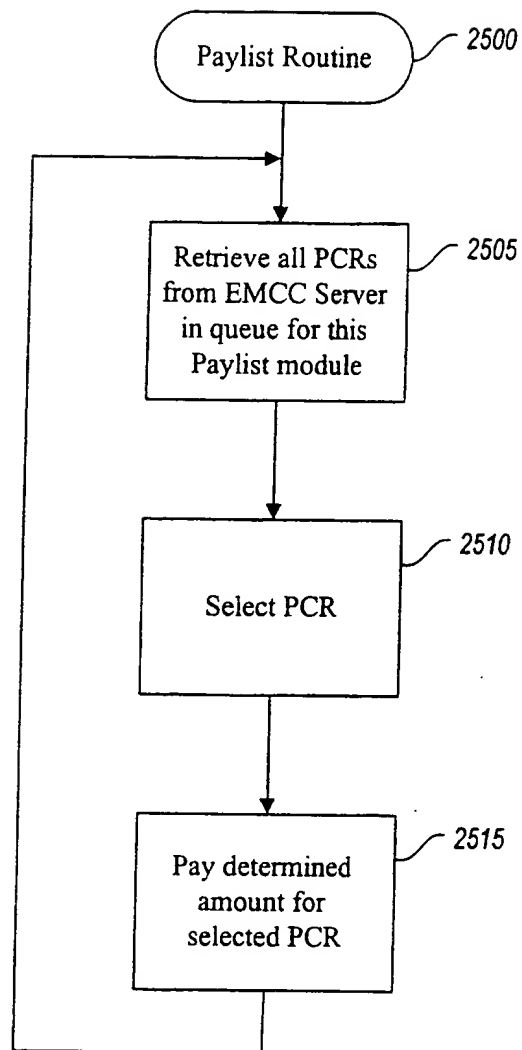 Paylist Routine
2500
2505
Retrieve all PCRs
from EMCC Server
in queue for this
Paylist module
2510
Select PCR
2515
Pay determined
amount for
selected PCR